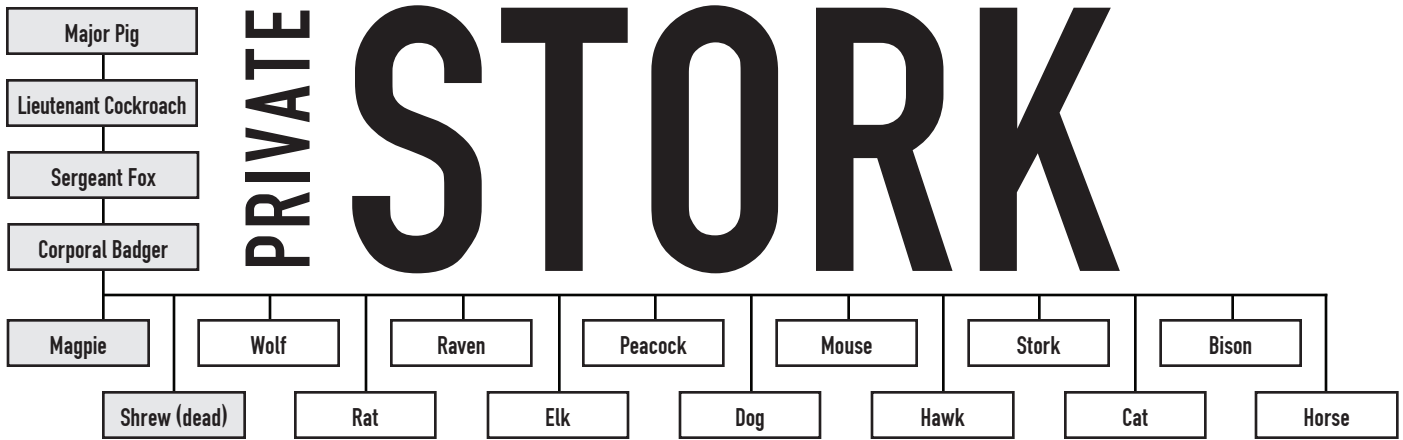 Major Pig
Lieutenant Cockroach
Sergeant Fox
Corporal Badger
PRIVATE
STORK
Magpie
Wolf
Raven
Peacock
Mouse
Stork
Bison
Shrew (dead)
Rat
Elk
Dog
Hawk
Cat
Horse